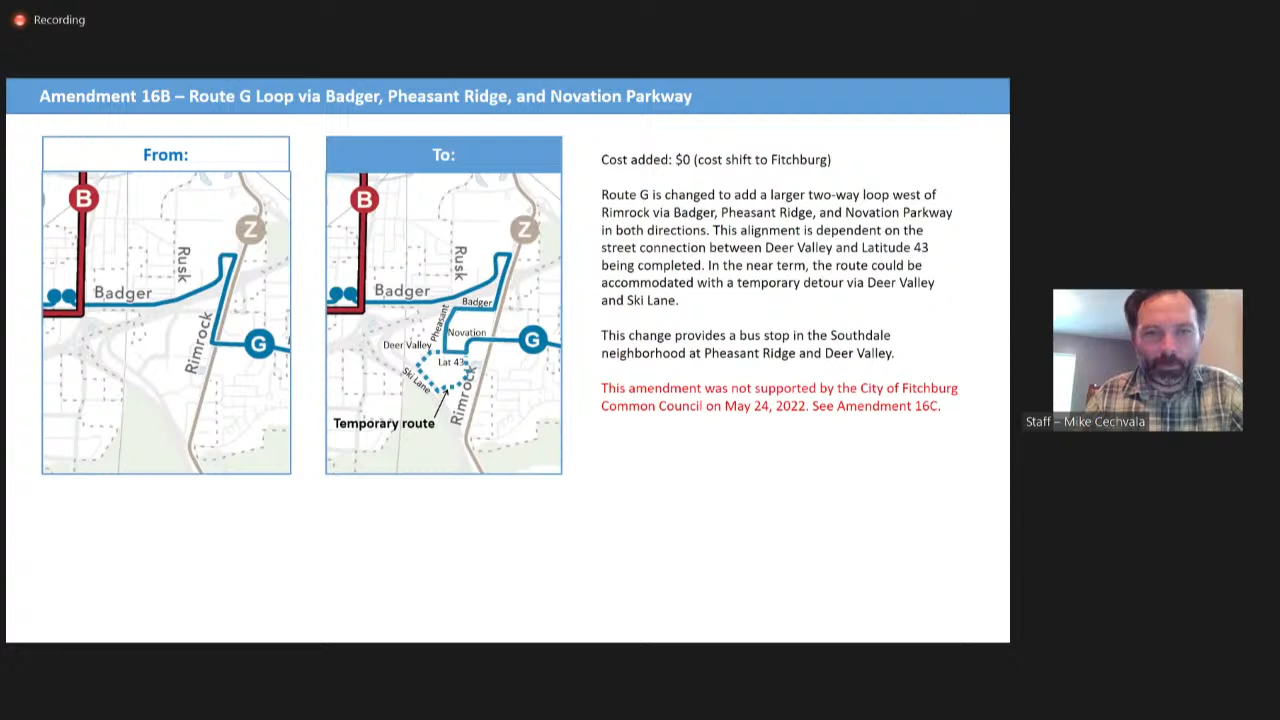 Recording
Amendment 16B – Route G Loop via Badger, Pheasant Ridge, and Novation Parkway
From:
B
Z
Rusk
Badger
Rimrock
G
To:
B
Z
Rusk
Badger
Badger
Pheasant
Novation
G
Deer Valley
Lat 43
Ski Lane
Rimrock
Temporary route
Cost added: $0 (cost shift to Fitchburg)
Route G is changed to add a larger two-way loop west of
Rimrock via Badger, Pheasant Ridge, and Novation Parkway
in both directions. This alignment is dependent on the
street connection between Deer Valley and Latitude 43
being completed. In the near term, the route could be
accommodated with a temporary detour via Deer Valley
and Ski Lane.
This change provides a bus stop in the Southdale
neighborhood at Pheasant Ridge and Deer Valley.
This amendment was not supported by the City of Fitchburg
Common Council on May 24, 2022. See Amendment 16C.
Staff – Mike Cechvala